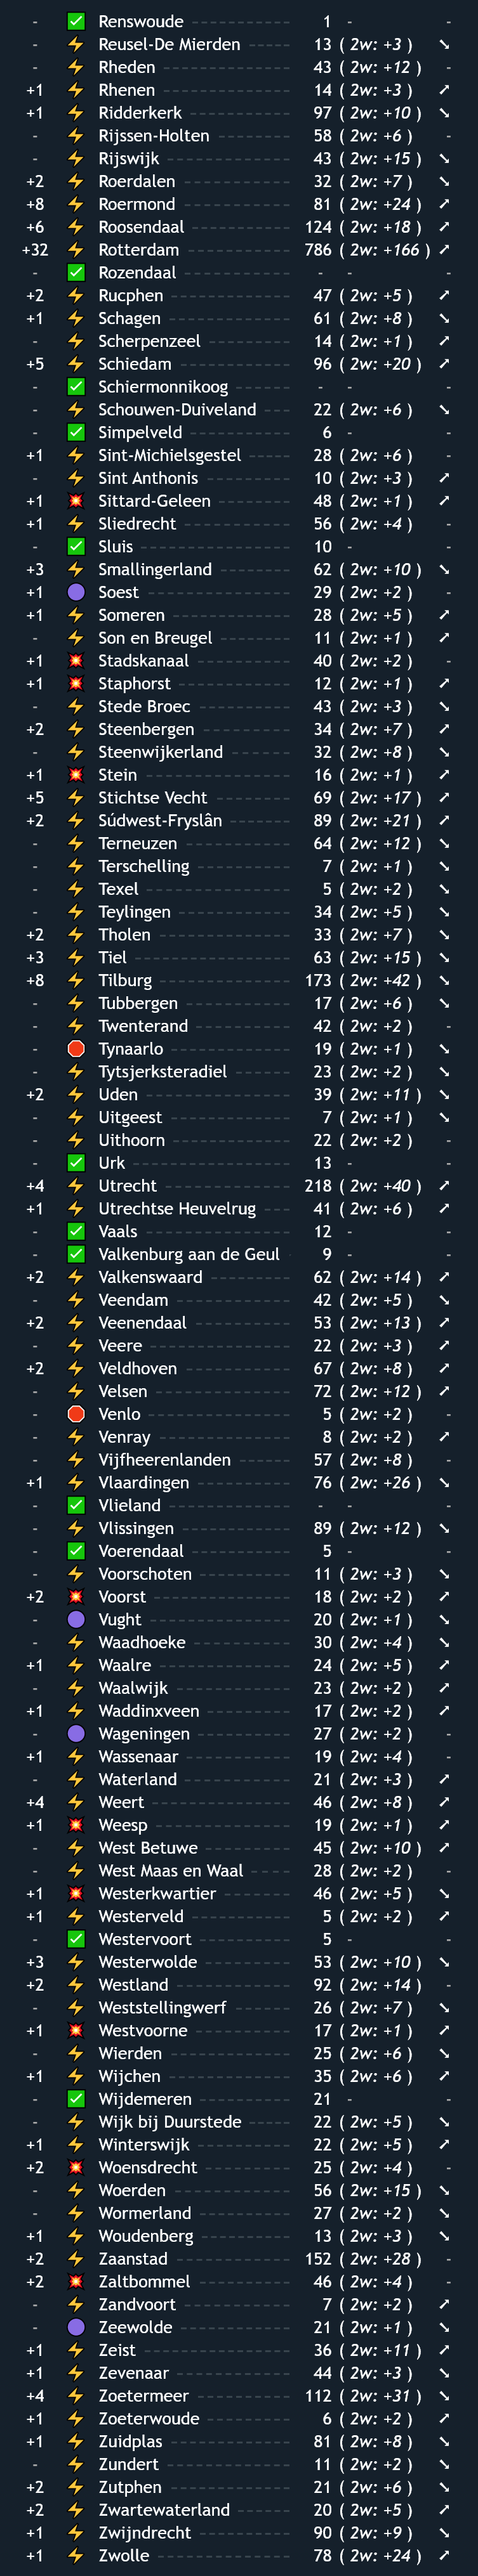 - ✅ Renswoude 1 - -
- ⚡ Reusel-De Mierden 13 ( 2w: +3 ) ➘
- ⚡ Rheden 43 ( 2w: +12 ) -
+1 ⚡ Rhenen 14 ( 2w: +3 ) ➚
+1 ⚡ Ridderkerk 97 ( 2w: +10 ) ➘
- ⚡ Rijssen-Holten 58 ( 2w: +6 ) -
- ⚡ Rijswijk 43 ( 2w: +15 ) ➘
+2 ⚡ Roerdalen 32 ( 2w: +7 ) ➘
+8 ⚡ Roermond 81 ( 2w: +24 ) ➚
+6 ⚡ Roosendaal 124 ( 2w: +18 ) ➚
+32 ⚡ Rotterdam 786 ( 2w: +166 ) ➚
- ✅ Rozendaal - - -
+2 ⚡ Rucphen 47 ( 2w: +5 ) ➚
+1 ⚡ Schagen 61 ( 2w: +8 ) ➘
- ⚡ Scherpenzeel 14 ( 2w: +1 ) ➚
+5 ⚡ Schiedam 96 ( 2w: +20 ) ➚
- ✅ Schiermonnikoog - - -
- ⚡ Schouwen-Duiveland 22 ( 2w: +6 ) ➘
- ✅ Simpelveld 6 - -
+1 ⚡ Sint-Michielsgestel 28 ( 2w: +6 ) -
- ⚡ Sint Anthonis 10 ( 2w: +3 ) ➚
+1 💥 Sittard-Geleen 48 ( 2w: +1 ) ➚
+1 ⚡ Sliedrecht 56 ( 2w: +4 ) -
- ✅ Sluis 10 - -
+3 ⚡ Smallingerland 62 ( 2w: +10 ) ➘
+1 🟣 Soest 29 ( 2w: +2 ) -
+1 ⚡ Someren 28 ( 2w: +5 ) ➚
- ⚡ Son en Breugel 11 ( 2w: +1 ) ➚
+1 💥 Stadskanaal 40 ( 2w: +2 ) -
+1 💥 Staphorst 12 ( 2w: +1 ) ➚
- ⚡ Stede Broec 43 ( 2w: +3 ) ➘
+2 ⚡ Steenbergen 34 ( 2w: +7 ) ➚
- ⚡ Steenwijkerland 32 ( 2w: +8 ) ➘
+1 💥 Stein 16 ( 2w: +1 ) ➚
+5 ⚡ Stichtse Vecht 69 ( 2w: +17 ) ➚
+2 ⚡ Súdwest-Fryslân 89 ( 2w: +21 ) ➚
- ⚡ Terneuzen 64 ( 2w: +12 ) ➘
- ⚡ Terschelling 7 ( 2w: +1 ) ➘
- ⚡ Texel 5 ( 2w: +2 ) ➘
- ⚡ Teylingen 34 ( 2w: +5 ) ➘
+2 ⚡ Tholen 33 ( 2w: +7 ) ➘
+3 ⚡ Tiel 63 ( 2w: +15 ) ➘
+8 ⚡ Tilburg 173 ( 2w: +42 ) ➘
- ⚡ Tubbergen 17 ( 2w: +6 ) ➘
- ⚡ Twenterand 42 ( 2w: +2 ) -
- 🛑 Tynaarlo 19 ( 2w: +1 ) ➘
- ⚡ Tytsjerksteradiel 23 ( 2w: +2 ) ➘
+2 ⚡ Uden 39 ( 2w: +11 ) ➘
- ⚡ Uitgeest 7 ( 2w: +1 ) ➘
- ⚡ Uithoorn 22 ( 2w: +2 ) -
- ✅ Urk 13 - -
+4 ⚡ Utrecht 218 ( 2w: +40 ) ➚
+1 ⚡ Utrechtse Heuvelrug 41 ( 2w: +6 ) ➚
- ✅ Vaals 12 - -
- ✅ Valkenburg aan de Geul 9 - -
+2 ⚡ Valkenswaard 62 ( 2w: +14 ) ➚
- ⚡ Veendam 42 ( 2w: +5 ) ➘
+2 ⚡ Veenendaal 53 ( 2w: +13 ) ➚
- ⚡ Veere 22 ( 2w: +3 ) ➚
+2 ⚡ Veldhoven 67 ( 2w: +8 ) ➚
- ⚡ Velsen 72 ( 2w: +12 ) ➚
- 🛑 Venlo 5 ( 2w: +2 ) -
- ⚡ Venray 8 ( 2w: +2 ) ➚
- ⚡ Vijfheerenlanden 57 ( 2w: +8 ) -
+1 ⚡ Vlaardingen 76 ( 2w: +26 ) ➘
- ✅ Vlieland - - -
- ⚡ Vlissingen 89 ( 2w: +12 ) ➘
- ✅ Voerendaal 5 - -
- ⚡ Voorschoten 11 ( 2w: +3 ) ➘
+2 💥 Voorst 18 ( 2w: +2 ) ➚
- 🟣 Vught 20 ( 2w: +1 ) ➘
- ⚡ Waadhoeke 30 ( 2w: +4 ) ➘
+1 ⚡ Waalre 24 ( 2w: +5 ) ➚
- ⚡ Waalwijk 23 ( 2w: +2 ) ➚
+1 ⚡ Waddinxveen 17 ( 2w: +2 ) ➚
- 🟣 Wageningen 27 ( 2w: +2 ) -
+1 ⚡ Wassenaar 19 ( 2w: +4 ) -
- ⚡ Waterland 21 ( 2w: +3 ) ➚
+4 ⚡ Weert 46 ( 2w: +8 ) ➚
+1 💥 Weesp 19 ( 2w: +1 ) ➚
- ⚡ West Betuwe 45 ( 2w: +10 ) ➚
- ⚡ West Maas en Waal 28 ( 2w: +2 ) -
+1 💥 Westerkwartier 46 ( 2w: +5 ) ➘
+1 ⚡ Westerveld 5 ( 2w: +2 ) ➚
- ✅ Westervoort 5 - -
+3 ⚡ Westerwolde 53 ( 2w: +10 ) ➘
+2 ⚡ Westland 92 ( 2w: +14 ) -
- ⚡ Weststellingwerf 26 ( 2w: +7 ) ➘
+1 💥 Westvoorne 17 ( 2w: +1 ) ➚
- ⚡ Wierden 25 ( 2w: +6 ) ➘
+1 ⚡ Wijchen 35 ( 2w: +6 ) ➚
- ✅ Wijdemeren 21 - -
- ⚡ Wijk bij Duurstede 22 ( 2w: +5 ) ➘
+1 ⚡ Winterswijk 22 ( 2w: +5 ) ➚
+2 💥 Woensdrecht 25 ( 2w: +4 ) -
- ⚡ Woerden 56 ( 2w: +15 ) ➘
- ⚡ Wormerland 27 ( 2w: +2 ) ➘
+1 ⚡ Woudenberg 13 ( 2w: +3 ) ➘
+2 ⚡ Zaanstad 152 ( 2w: +28 ) -
+2 💥 Zaltbommel 46 ( 2w: +4 ) -
- ⚡ Zandvoort 7 ( 2w: +2 ) ➚
- 🟣 Zeewolde 21 ( 2w: +1 ) ➘
+1 ⚡ Zeist 36 ( 2w: +11 ) ➚
+1 ⚡ Zevenaar 44 ( 2w: +3 ) ➘
+4 ⚡ Zoetermeer 112 ( 2w: +31 ) ➘
+1 ⚡ Zoeterwoude 6 ( 2w: +2 ) ➚
+1 ⚡ Zuidplas 81 ( 2w: +8 ) ➘
- ⚡ Zundert 11 ( 2w: +2 ) ➘
+2 ⚡ Zutphen 21 ( 2w: +6 ) ➘
+2 ⚡ Zwartewaterland 20 ( 2w: +5 ) ➚
+1 ⚡ Zwijndrecht 90 ( 2w: +9 ) ➘
+1 ⚡ Zwolle 78 ( 2w: +24 ) ➚